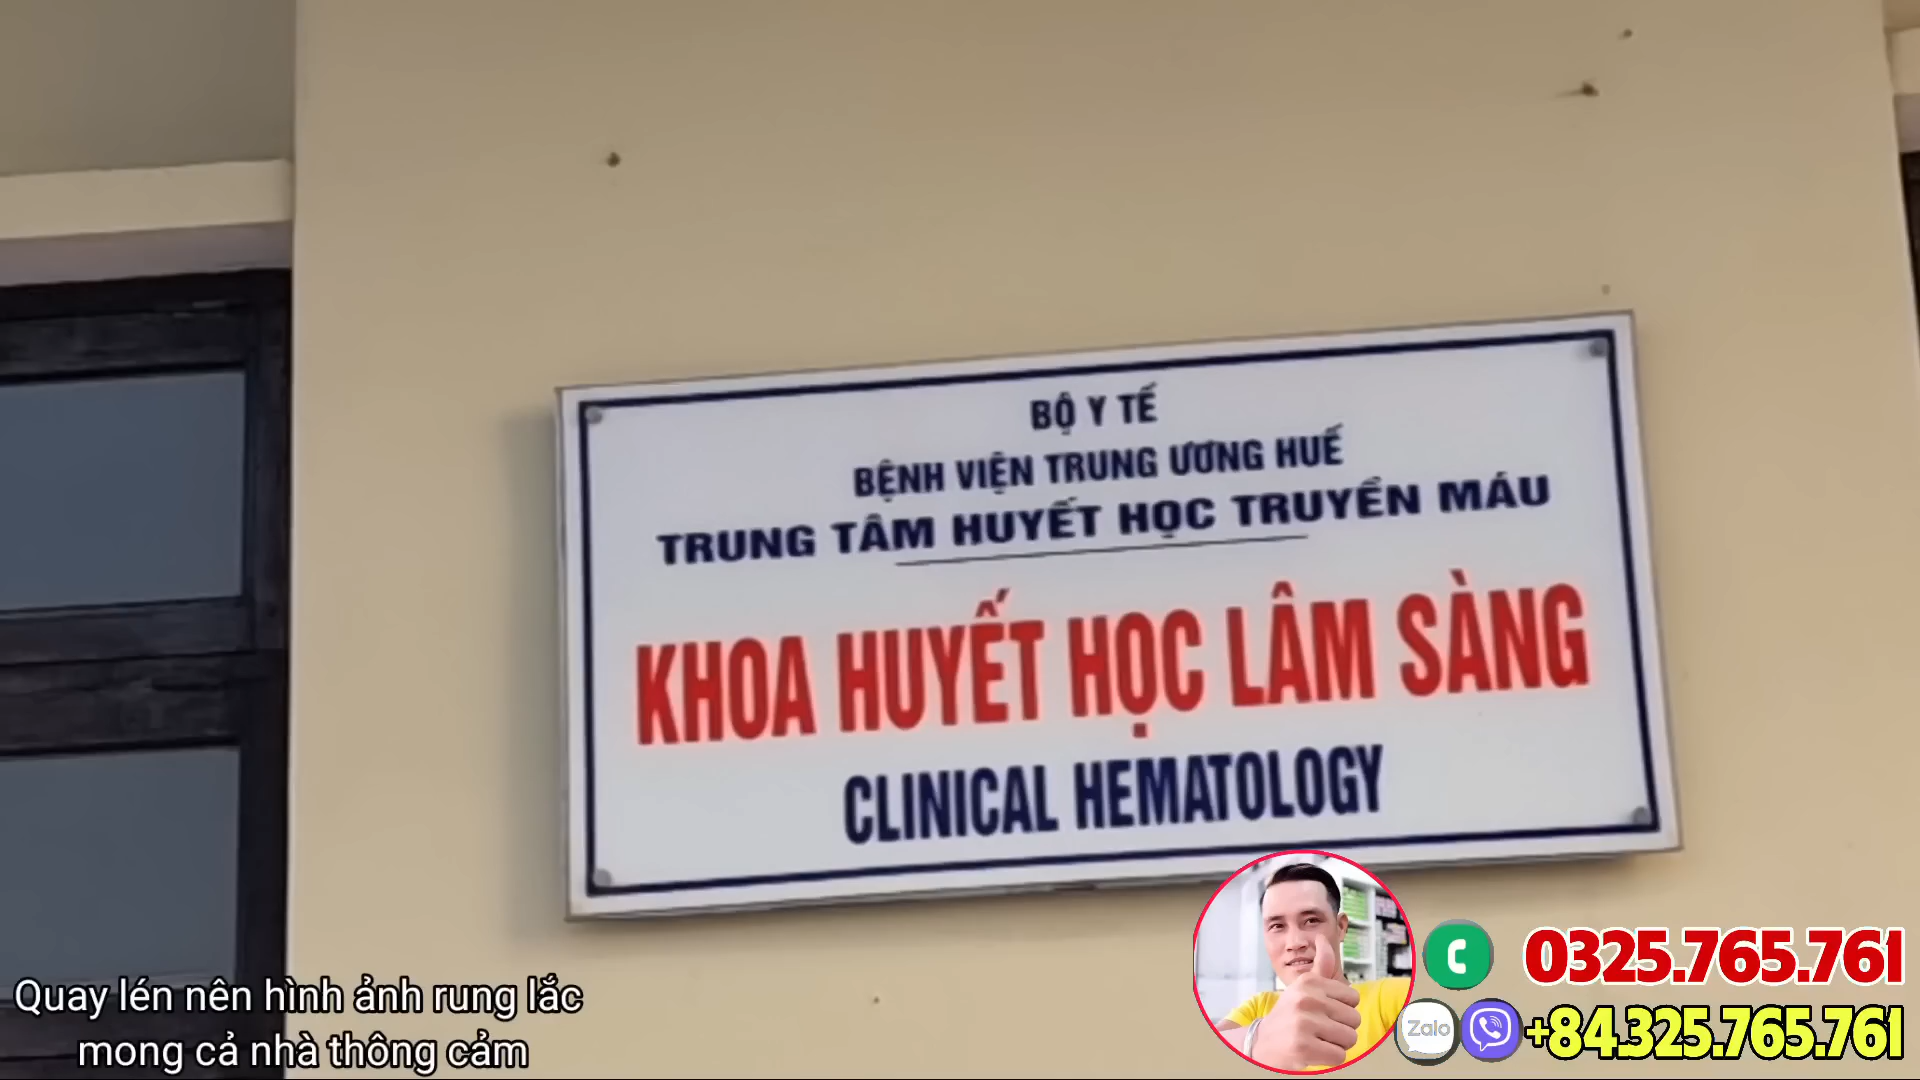 BỘ Y TẾ
BỆNH VIỆN TRUNG ƯƠNG HUẾ
TRUNG TÂM HUYẾT HỌC TRUYỀN MÁU
KHOA HUYẾT HỌC LÂM SÀNG
CLINICAL HEMATOLOGY
0325.765.761
Zalo
+84.325.765.761
Quay lén nên hình ảnh rung lắc
mong cả nhà thông cảm